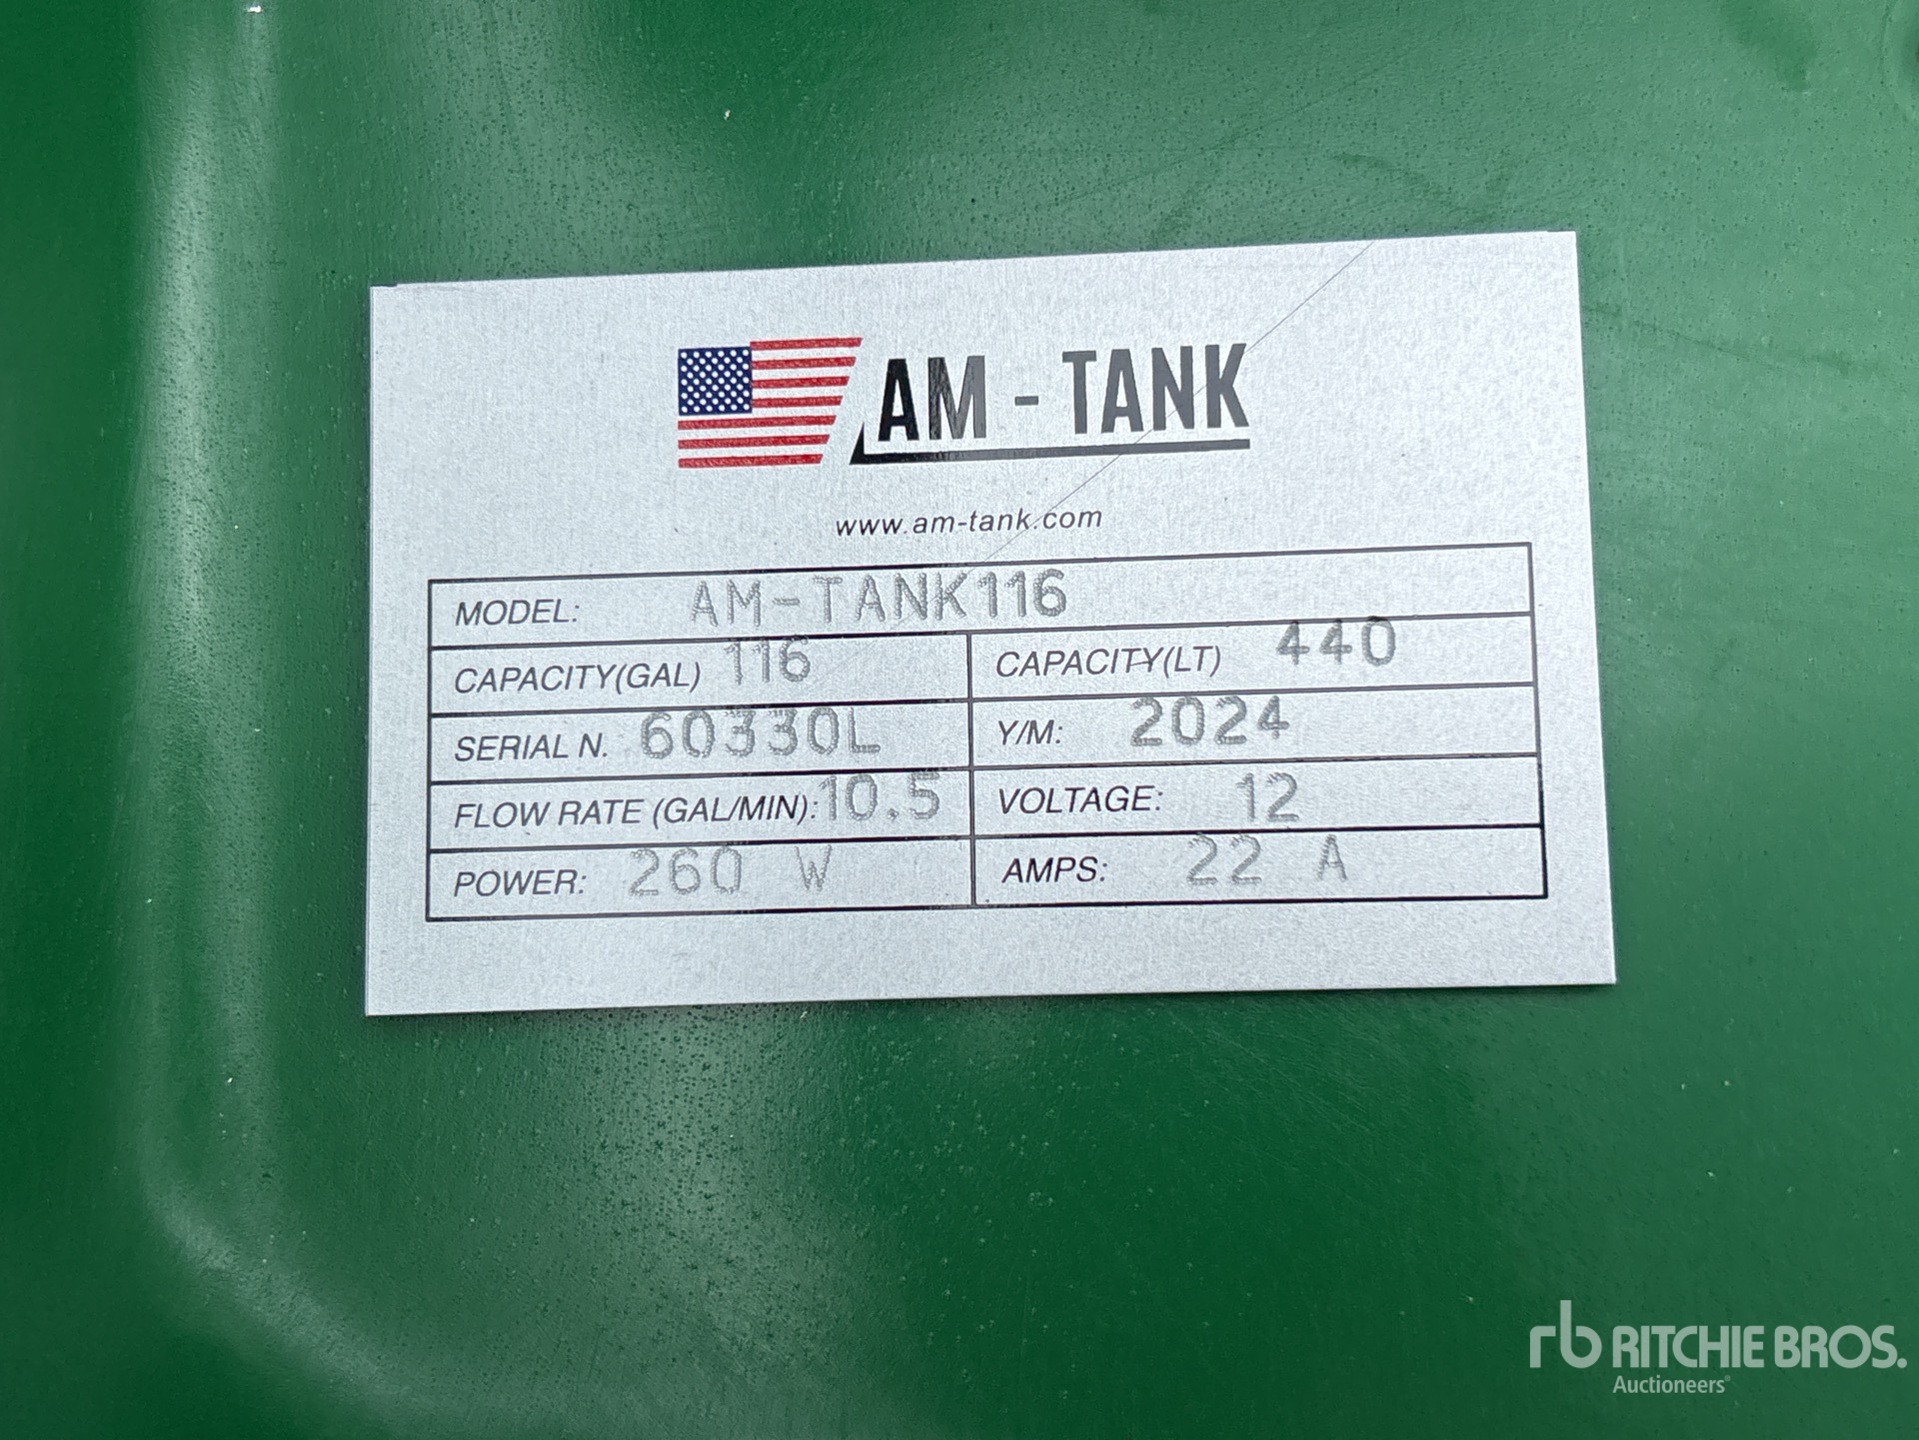 AM - TANK
www.am-tank.com
MODEL: AM-TANK116
CAPACITY(GAL) 116 CAPACITY(LT) 440
SERIAL N. 60330L Y/M: 2024
FLOW RATE (GAL/MIN): 10.5 VOLTAGE: 12
POWER: 260 W AMPS: 22 A
rb RITCHIE BROS.
Auctioneers®